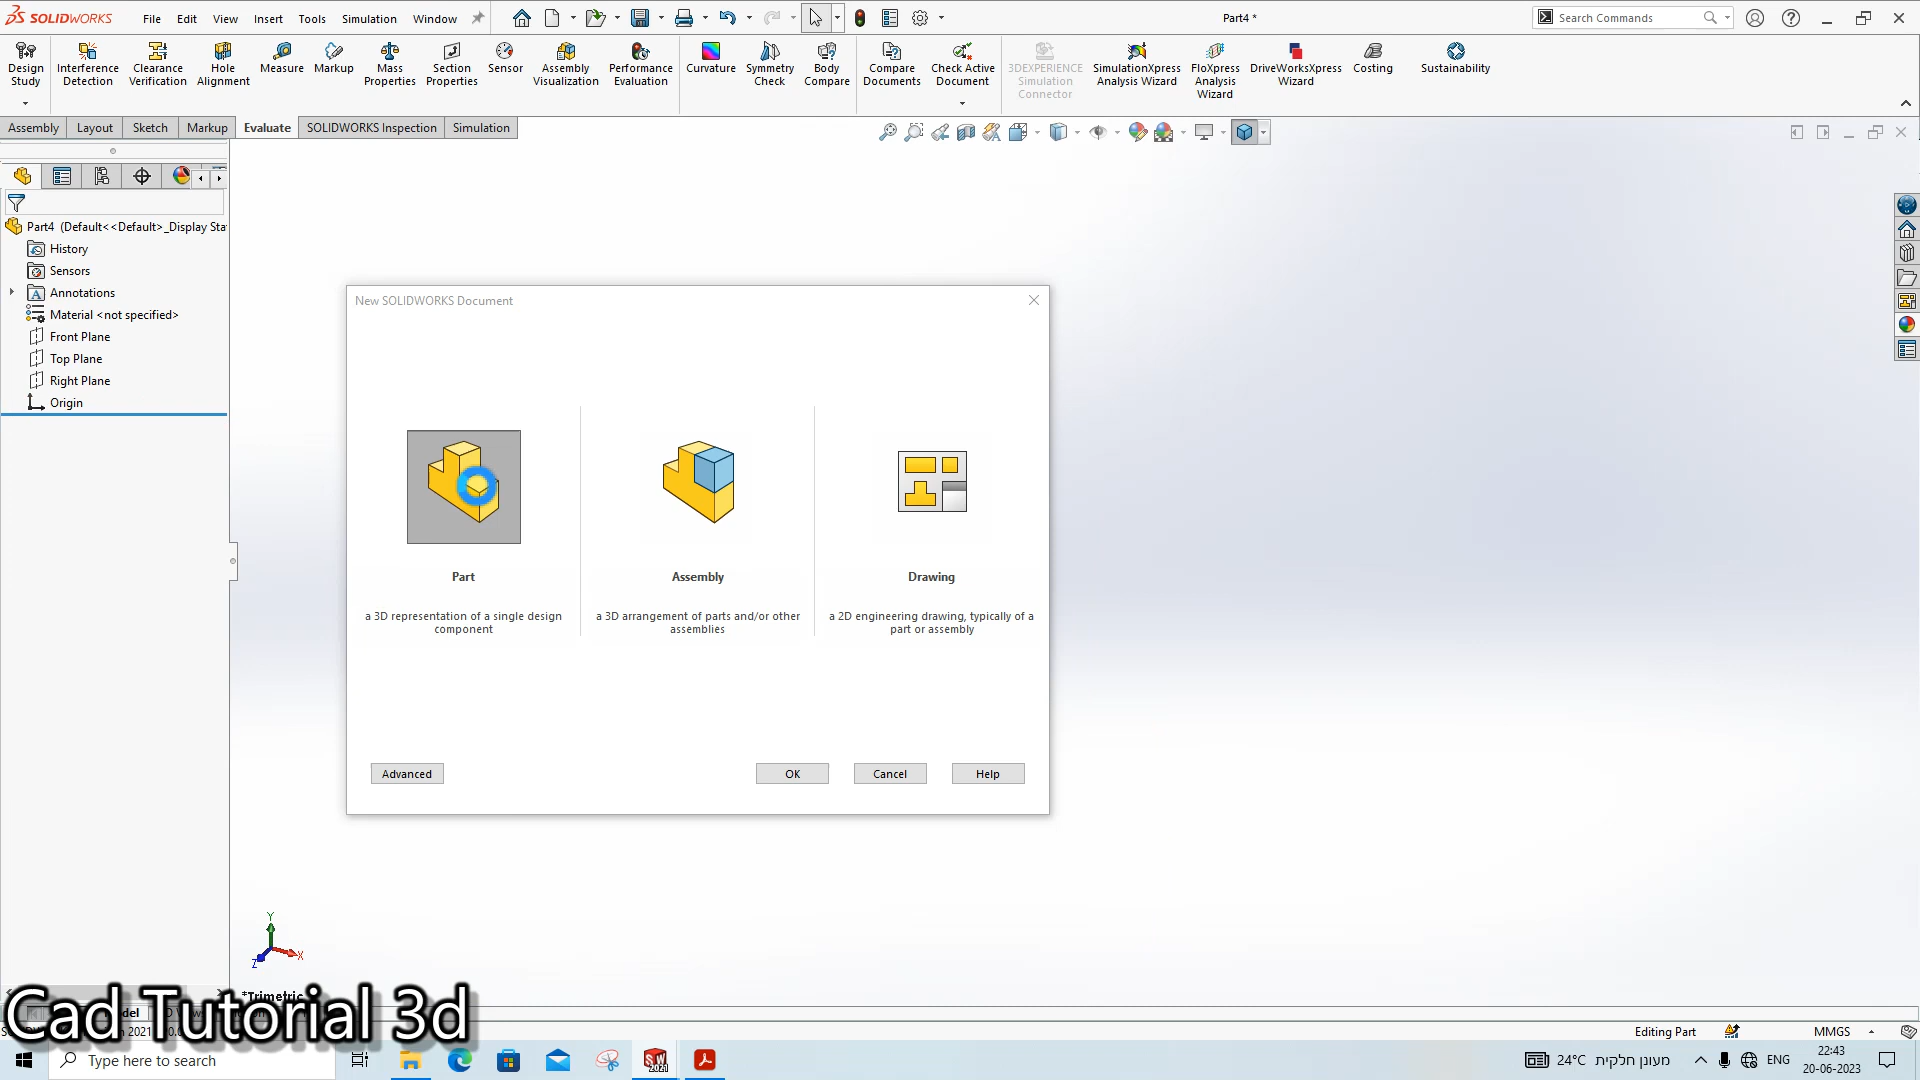 SOLIDWORKS
File Edit View Insert Tools Simulation Window
Part4 *
Search Commands
Design Study
Interference Detection
Clearance Verification
Hole Alignment
Measure
Markup
Mass Properties
Section Properties
Sensor
Assembly Visualization
Performance Evaluation
Curvature
Symmetry Check
Body Compare
Compare Documents
Check Active Document
3DEXPERIENCE Simulation Connector
SimulationXpress Analysis Wizard
FloXpress Analysis Wizard
DriveWorksXpress Wizard
Costing
Sustainability
Assembly Layout Sketch Markup Evaluate SOLIDWORKS Inspection Simulation
Part4 (Default<<Default>_Display Sta
History
Sensors
Annotations
Material <not specified>
Front Plane
Top Plane
Right Plane
Origin
New SOLIDWORKS Document
Part
a 3D representation of a single design
component
Assembly
a 3D arrangement of parts and/or other
assemblies
Drawing
a 2D engineering drawing, typically of a
part or assembly
Advanced OK Cancel Help
Y
X
Z
*Trimetric
Cad Tutorial 3d
Editing Part
MMGS
Type here to search
SW
2021
24°C מעונן חלקית
ENG
22:43
20-06-2023